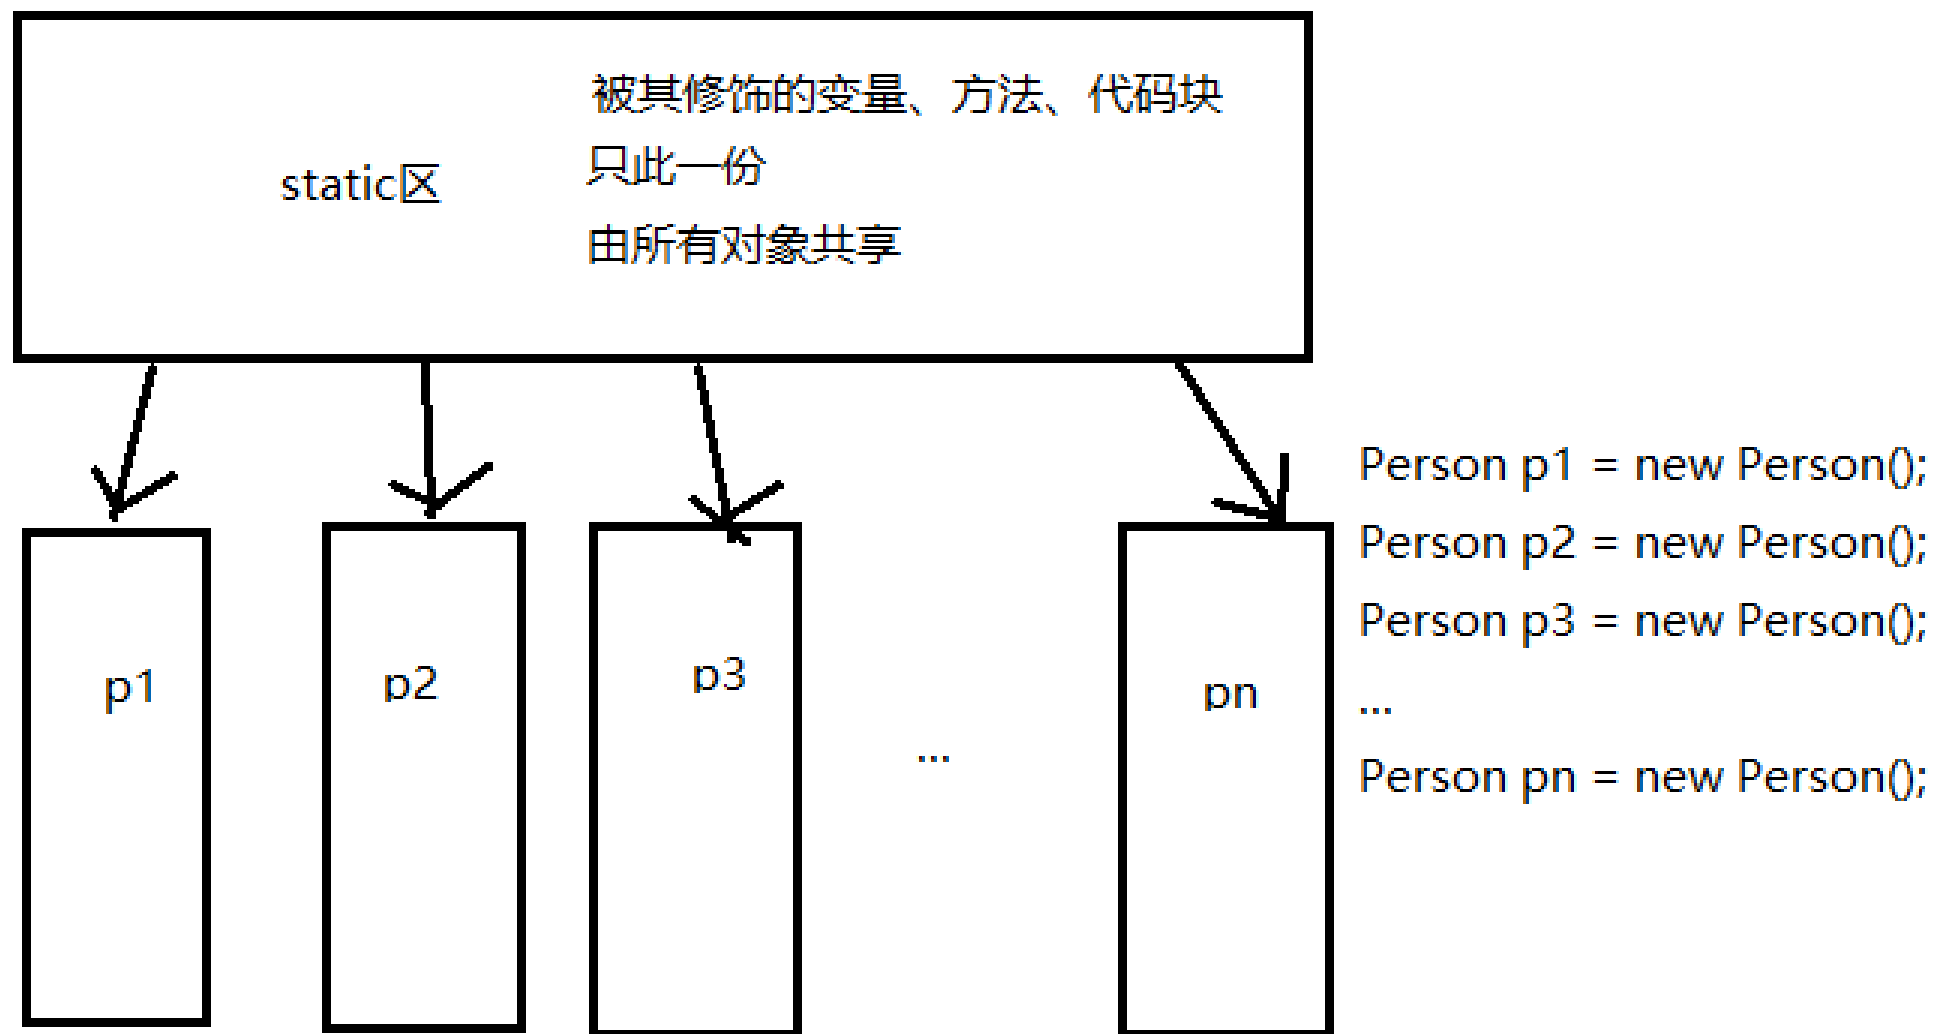 被其修饰的变量、方法、代码块
static区
只此一份
由所有对象共享
Person p1 = new Person();
Person p2 = new Person();
Person p3 = new Person();
...
Person pn = new Person();
p1
p2
p3
...
pn